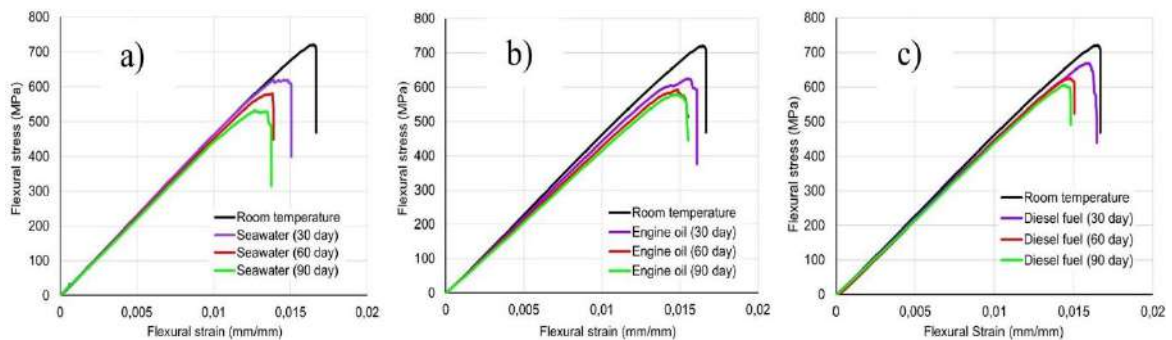 a)
800
700
600
500
400
300
200
100
0
Flexural stress (MPa)
Room temperature
Seawater (30 day)
Seawater (60 day)
Seawater (90 day)
0 0,005 0,01 0,015 0,02
Flexural strain (mm/mm)
b)
800
700
600
500
400
300
200
100
0
Flexural stress (MPa)
Room temperature
Engine oil (30 day)
Engine oil (60 day)
Engine oil (90 day)
0 0,005 0,01 0,015 0,02
Flexural strain (mm/mm)
c)
800
700
600
500
400
300
200
100
0
Flexural stress (MPa)
Room temperature
Diesel fuel (30 day)
Diesel fuel (60 day)
Diesel fuel (90 day)
0 0,005 0,01 0,015 0,02
Flexural Strain (mm/mm)